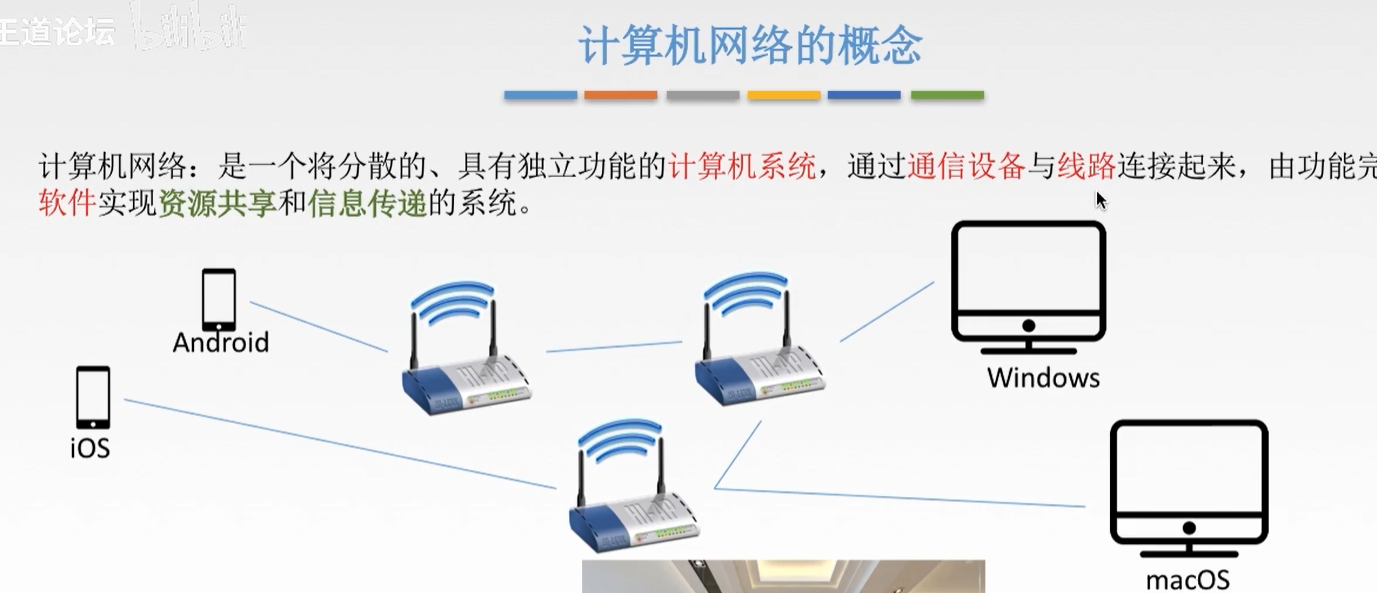 王道论坛 bilibili
计算机网络的概念
计算机网络：是一个将分散的、具有独立功能的计算机系统，通过通信设备与线路连接起来，由功能完
软件实现资源共享和信息传递的系统。
Android
Windows
iOS
macOS